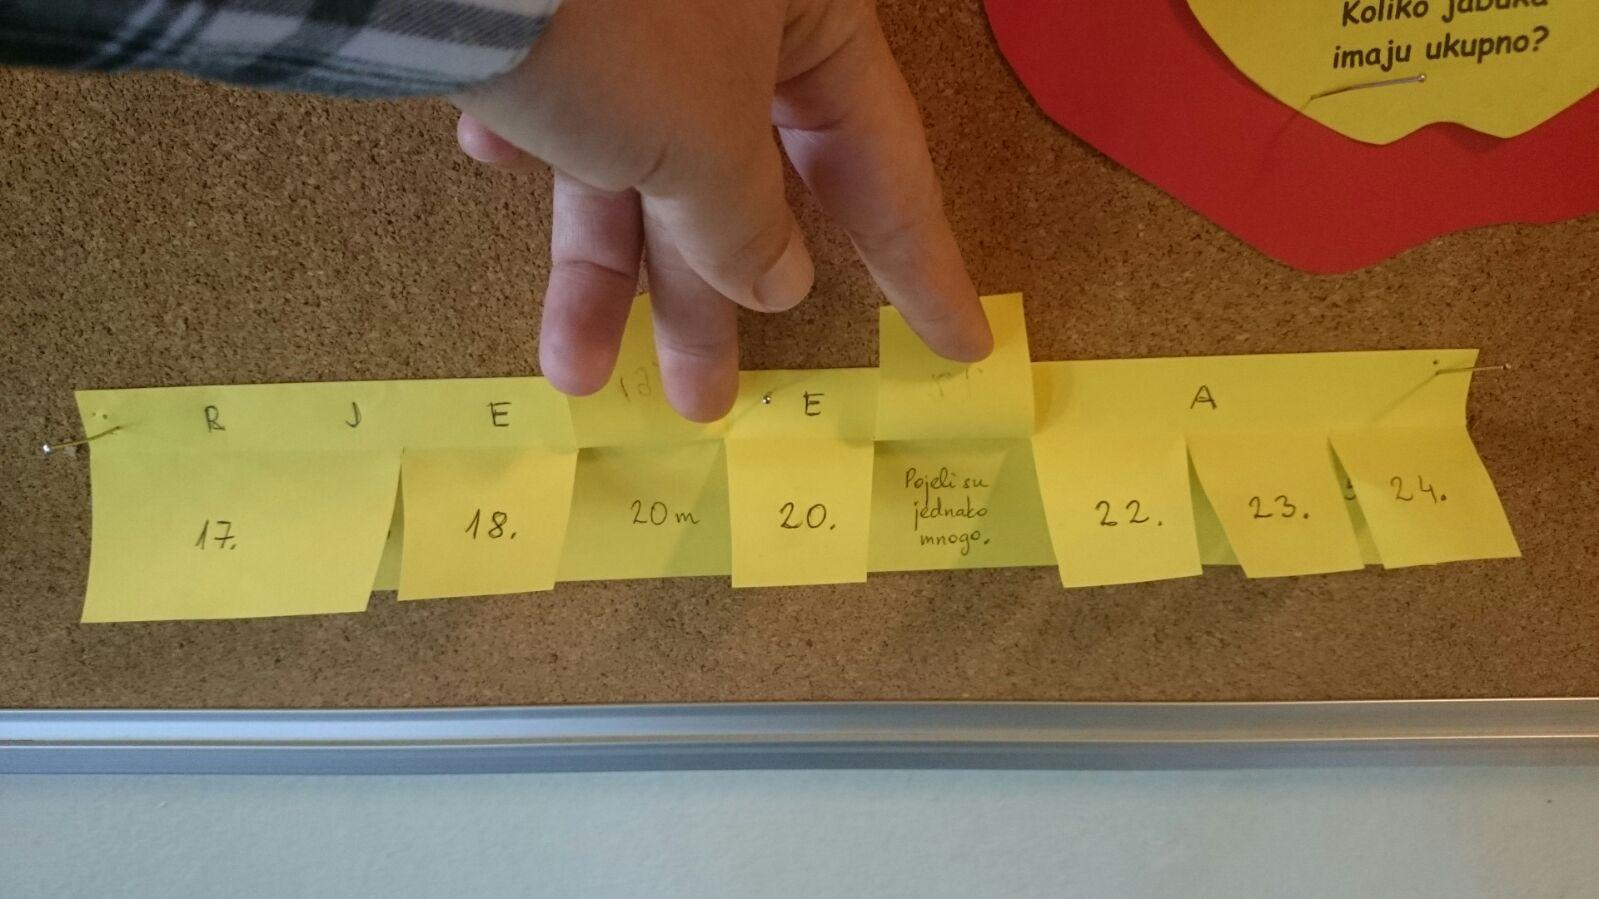 Koliko jabuka
imaju ukupno?
R J E E A
17.
18.
20m
20.
Pojeli su
jednako
mnogo.
22.
23.
24.